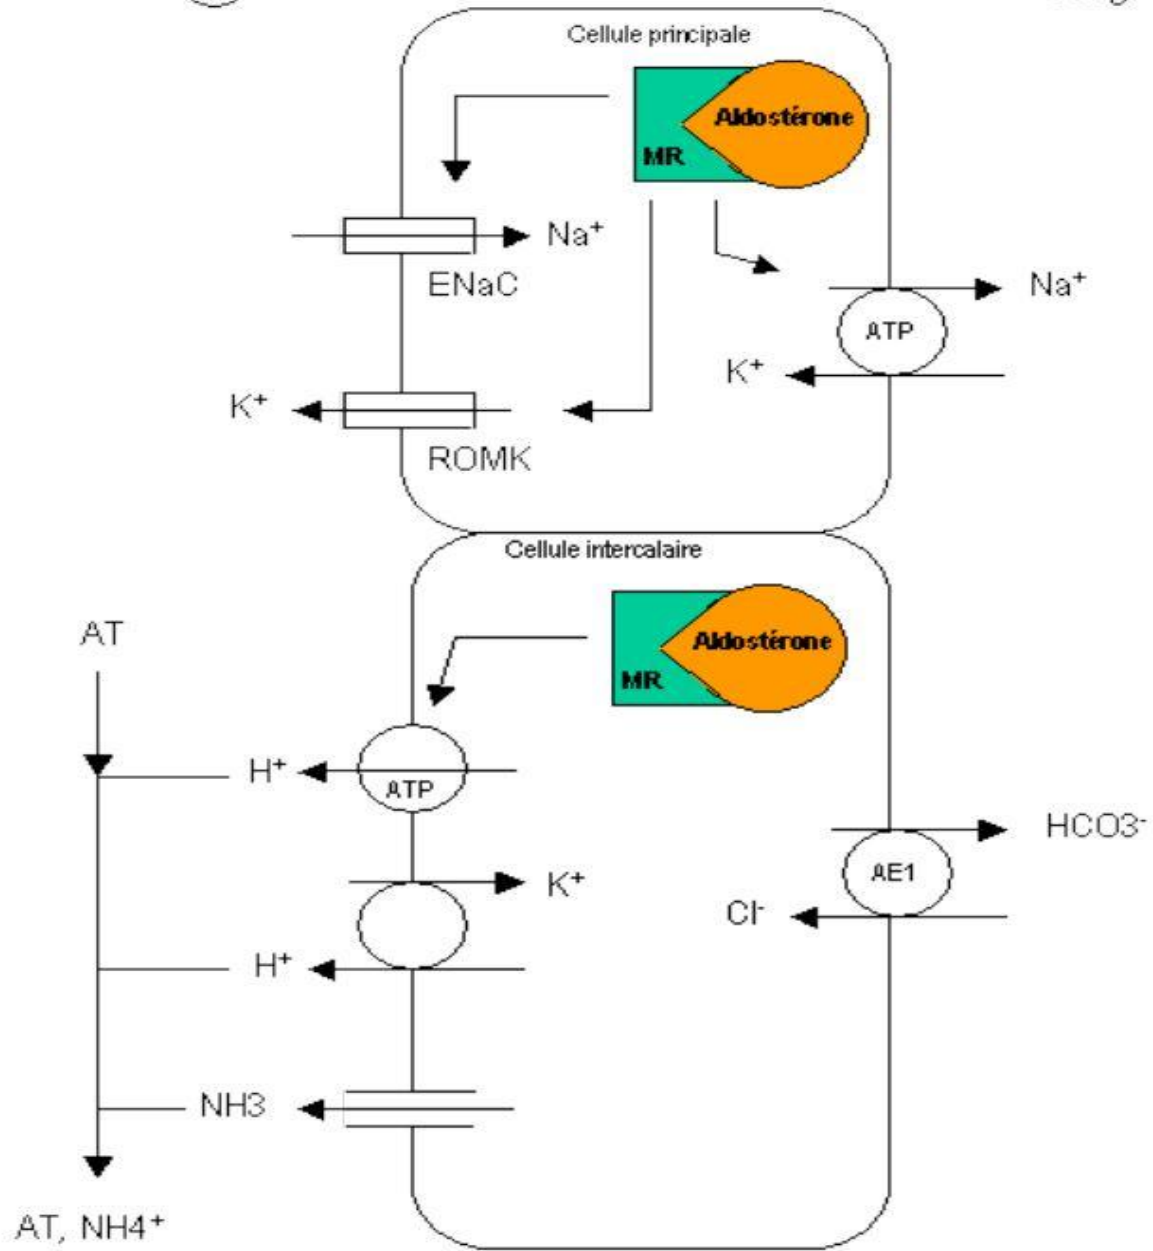 Cellule principale
Aldostérone
MR
Na⁺
ENaC
Na⁺
ATP
K⁺
K⁺
ROMK
Cellule intercalaire
AT
Aldostérone
MR
H⁺
ATP
HCO3⁻
K⁺
AE1
Cl⁻
H⁺
NH3
AT, NH4⁺